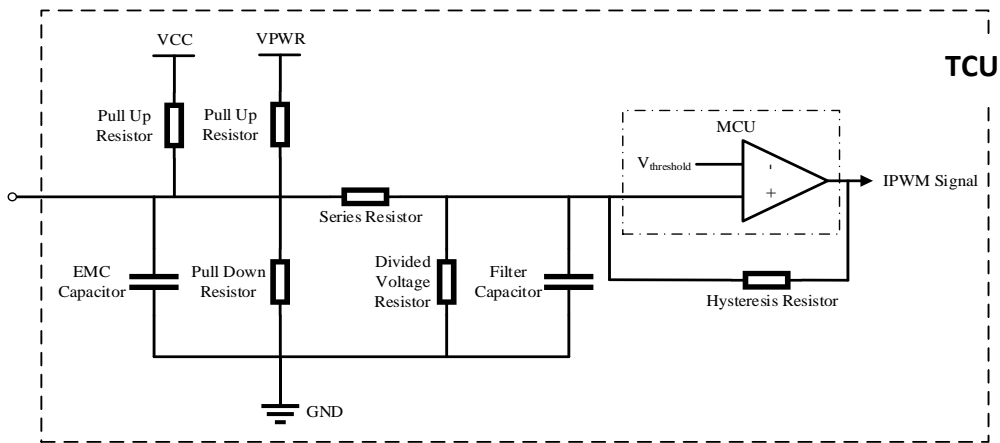 VCC
VPWR
TCU
Pull Up
Resistor
Pull Up
Resistor
MCU
Vthreshold
-
+
IPWM Signal
Series Resistor
EMC
Capacitor
Pull Down
Resistor
Divided
Voltage
Resistor
Filter
Capacitor
Hysteresis Resistor
GND